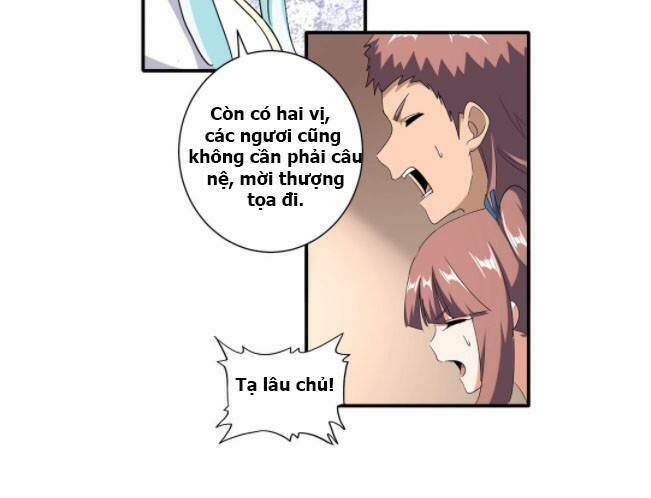 Còn có hai vị,
các ngươi cũng
không cần phải câu
nệ, mời thượng
tọa đi.
Tạ lâu chủ!